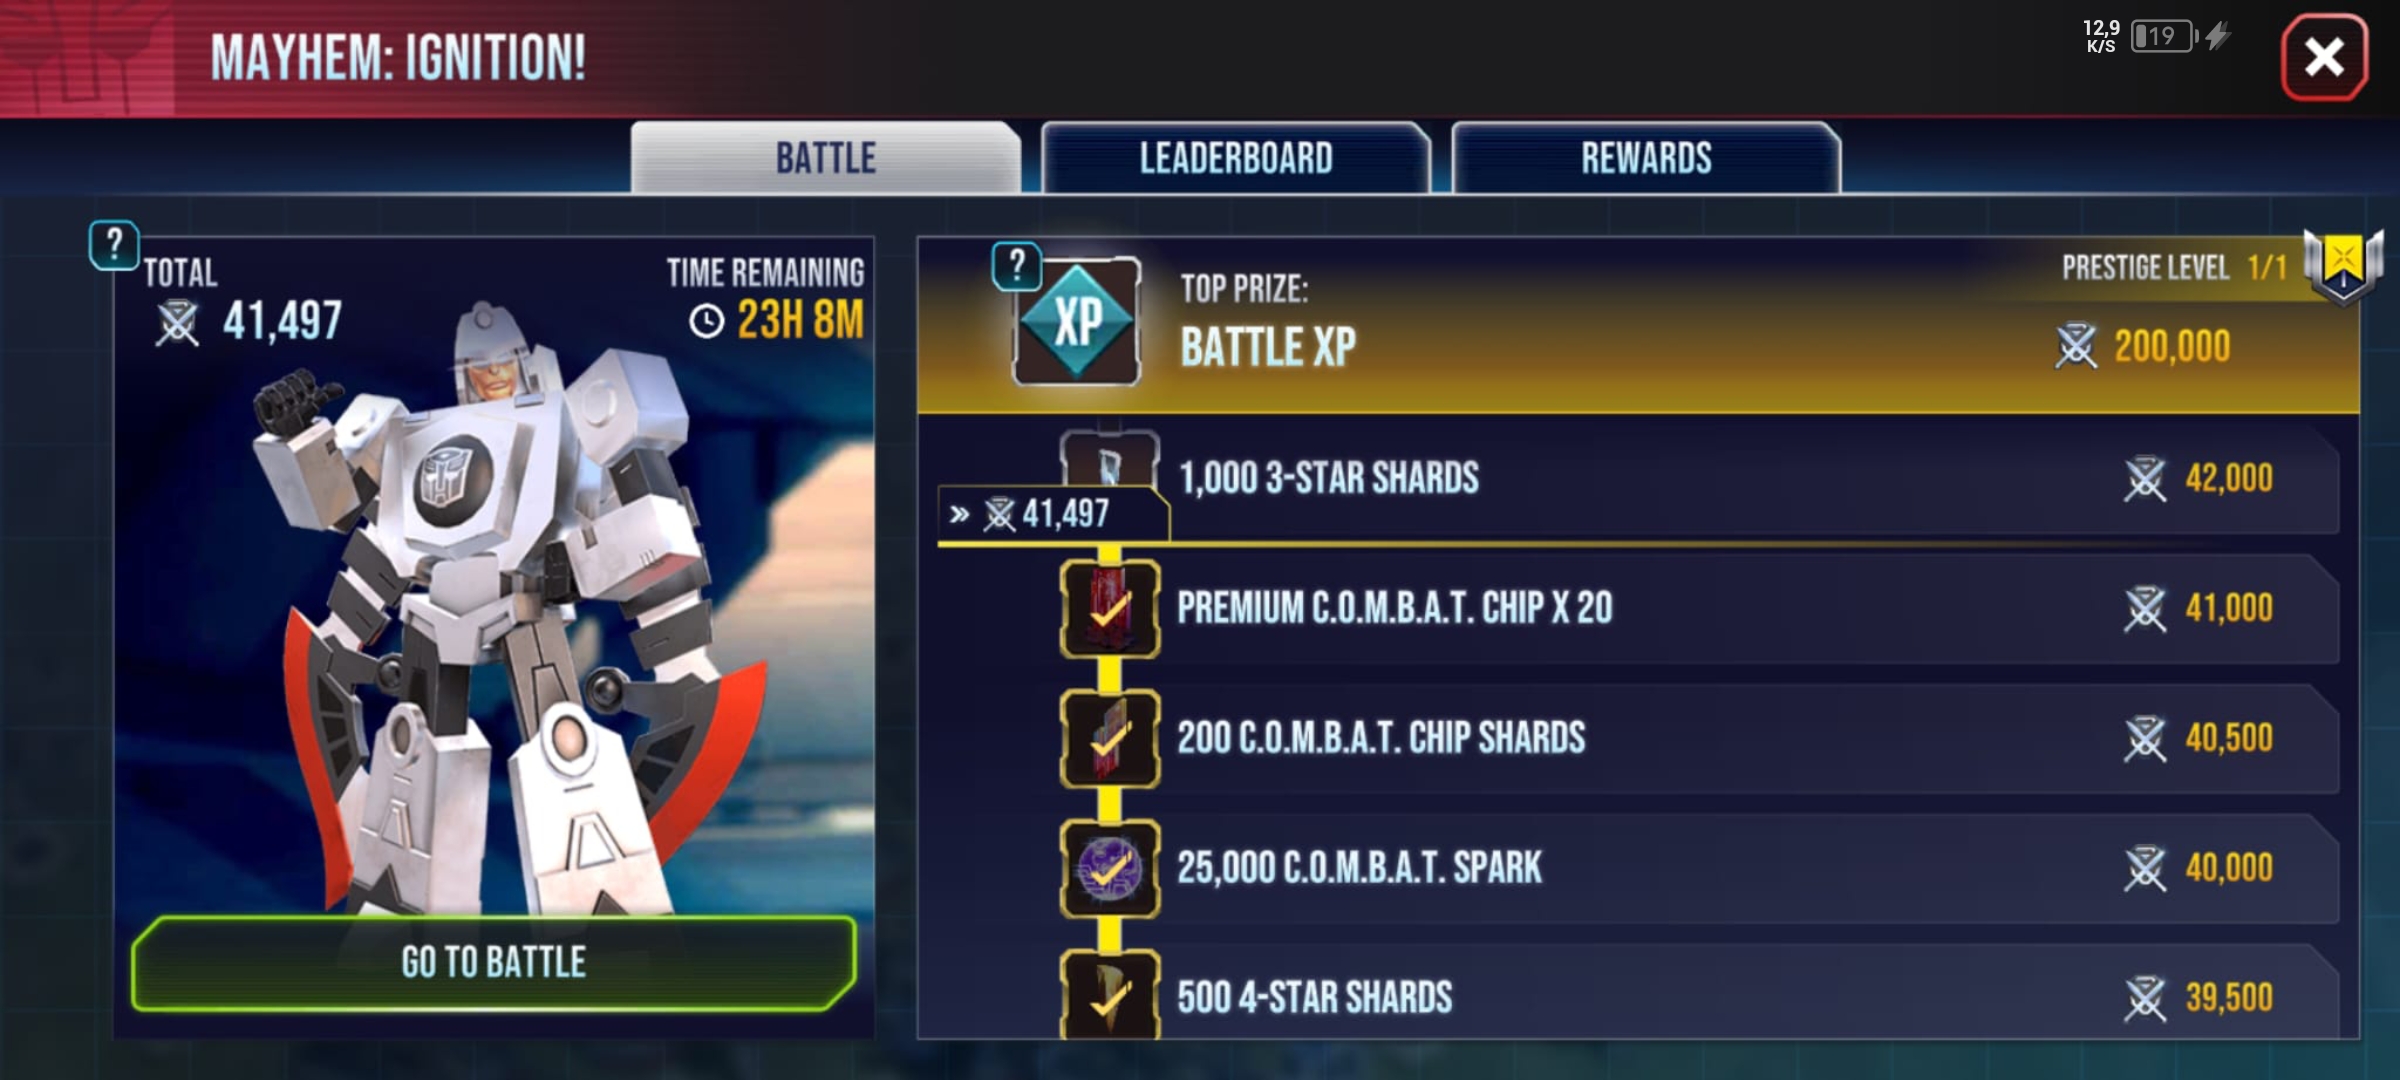 MAYHEM: IGNITION!
12,9
K/S
19
BATTLE
LEADERBOARD
REWARDS
?
TOTAL
41,497
TIME REMAINING
23H 8M
GO TO BATTLE
?
XP
TOP PRIZE:
BATTLE XP
PRESTIGE LEVEL 1/1
I
200,000
1,000 3-STAR SHARDS
42,000
» 41,497
PREMIUM C.O.M.B.A.T. CHIP X 20
41,000
200 C.O.M.B.A.T. CHIP SHARDS
40,500
25,000 C.O.M.B.A.T. SPARK
40,000
500 4-STAR SHARDS
39,500